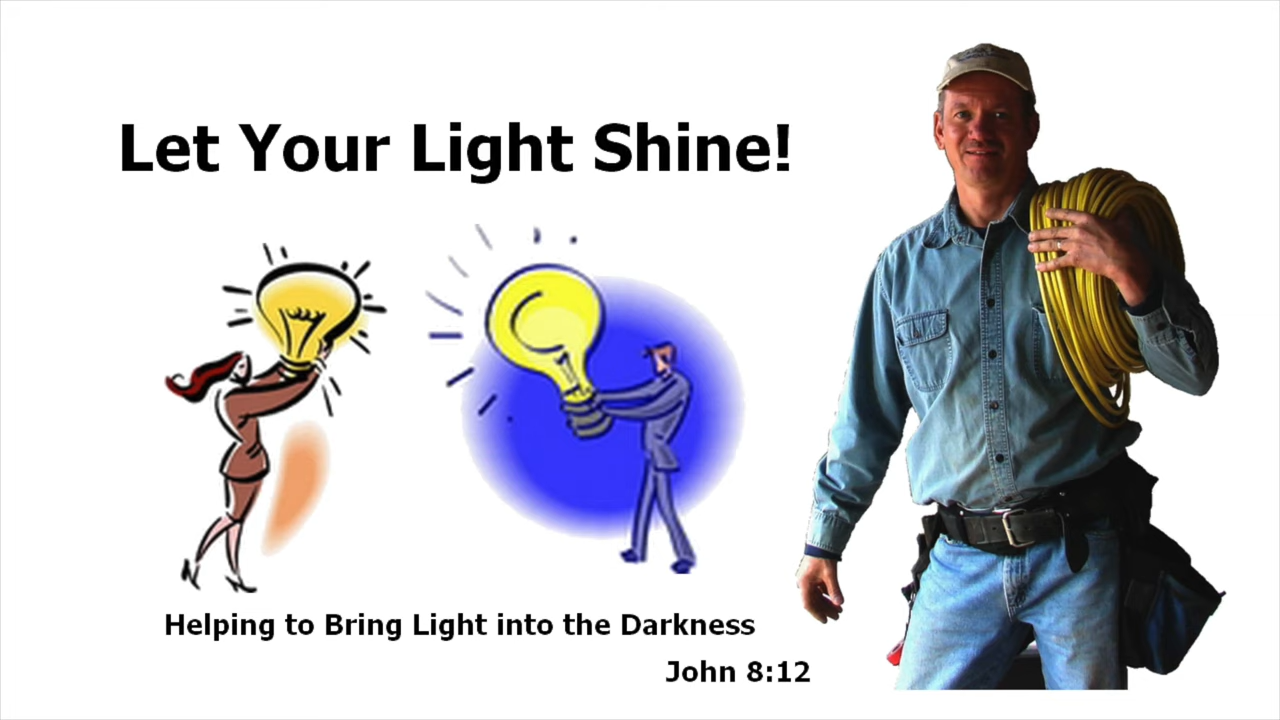 Let Your Light Shine!
Helping to Bring Light into the Darkness
John 8:12